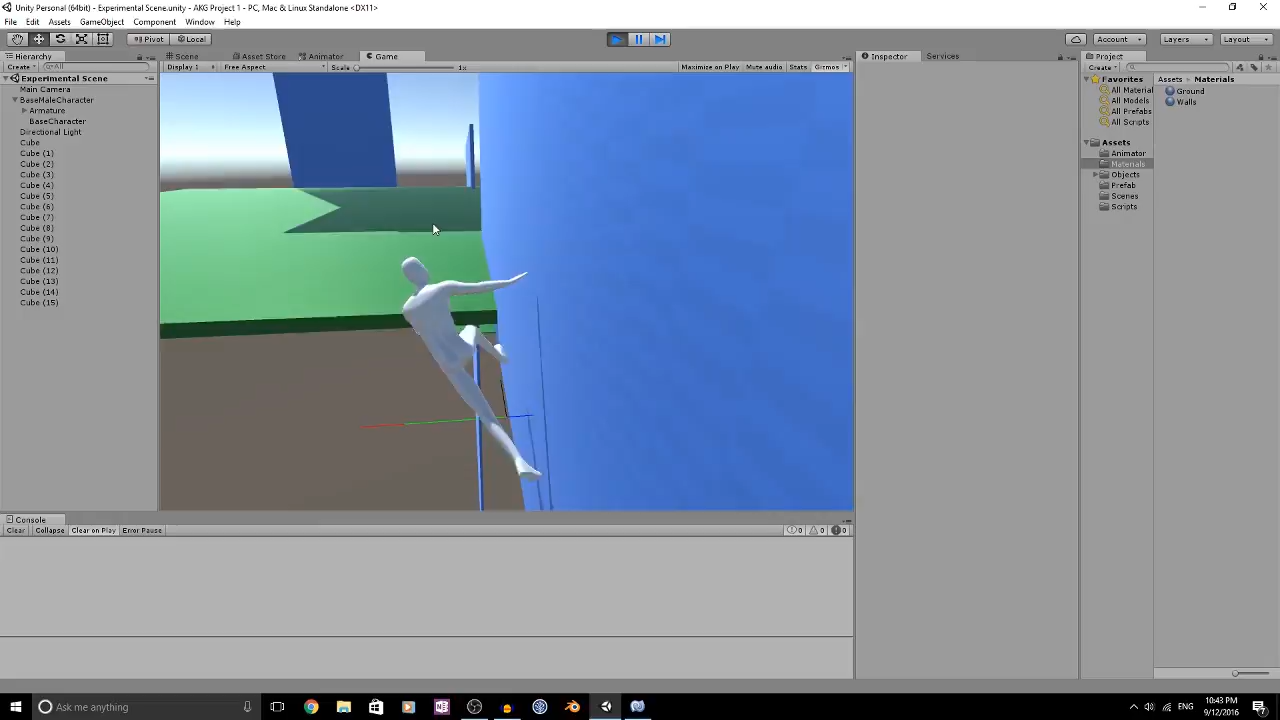 Unity Personal (64bit) - Experimental Scene.unity - AKG Project 1 - PC, Mac & Linux Standalone <DX11>
File Edit Assets GameObject Component Window Help
Pivot Local Account Layers Layout
Hierarchy Scene Asset Store Animator Game Inspector Services Project
Create All Display 1 Free Aspect Scale 1x Maximize on Play Mute audio Stats Gizmos Create
Experimental Scene
Main Camera
BaseMaleCharacter
Armature
BaseCharacter
Directional Light
Cube
Cube (1)
Cube (2)
Cube (3)
Cube (4)
Cube (5)
Cube (6)
Cube (7)
Cube (8)
Cube (9)
Cube (10)
Cube (11)
Cube (12)
Cube (13)
Cube (14)
Cube (15)
Favorites
All Material
All Models
All Prefabs
All Scripts
Assets
Animator
Materials
Objects
Prefab
Scenes
Scripts
Assets Materials
Ground
Walls
Console
Clear Collapse Clear on Play Error Pause 0 0 0
Ask me anything
ENG 10:43 PM
9/12/2016